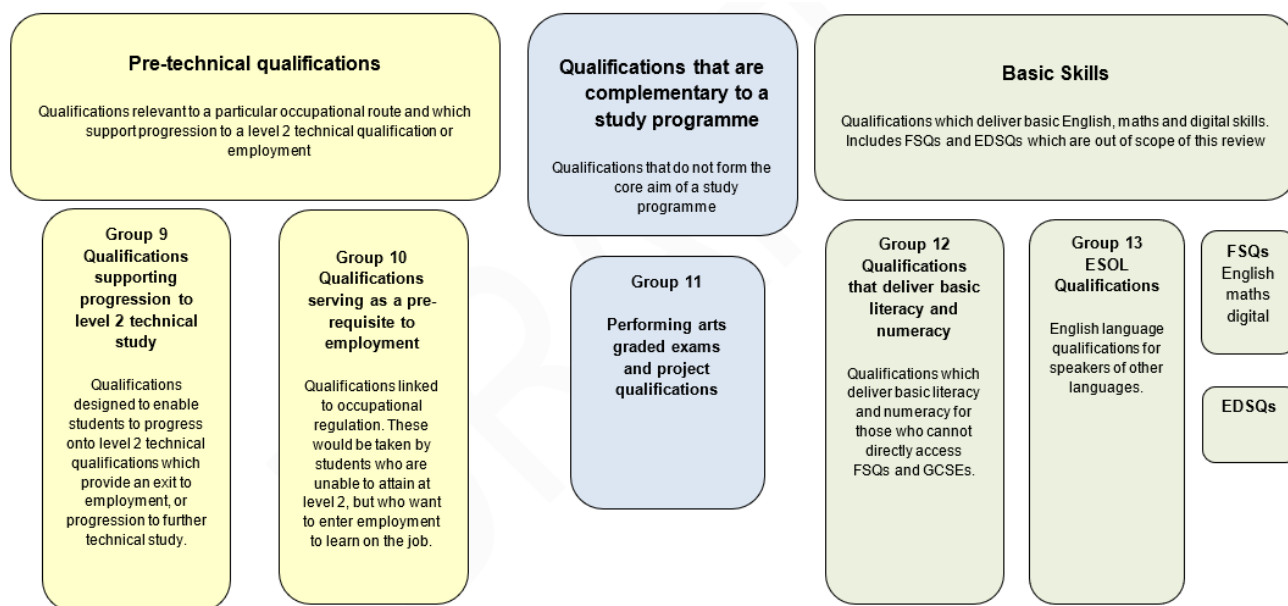 Pre-technical qualifications
Qualifications relevant to a particular occupational route and which
support progression to a level 2 technical qualification or
employment
Qualifications that are
complementary to a
study programme
Qualifications that do not form the
core aim of a study
programme
Basic Skills
Qualifications which deliver basic English, maths and digital skills.
Includes FSQs and EDSQs which are out of scope of this review
Group 9
Qualifications
supporting
progression to
level 2 technical
study
Qualifications
designed to enable
students to progress
onto level 2 technical
qualifications which
provide an exit to
employment, or
progression to further
technical study.
Group 10
Qualifications
serving as a pre-
requisite to
employment
Qualifications linked
to occupational
regulation. These
would be taken by
students who are
unable to attain at
level 2, but who want
to enter employment
to learn on the job.
Group 11
Performing arts
graded exams
and project
qualifications
Group 12
Qualifications
that deliver basic
literacy and
numeracy
Qualifications which
deliver basic literacy
and numeracy for
those who cannot
directly access
FSQs and GCSEs.
Group 13
ESOL
Qualifications
English language
qualifications for
speakers of other
languages.
FSQs
English
maths
digital
EDSQs